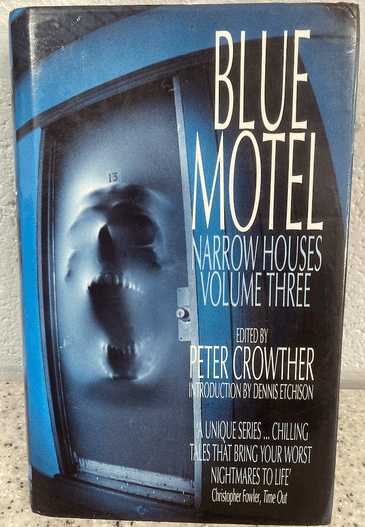 13
BLUE
MOTEL
NARROW HOUSES
VOLUME THREE
EDITED BY
PETER CROWTHER
INTRODUCTION BY DENNIS ETCHISON
'A UNIQUE SERIES ... CHILLING
TALES THAT BRING YOUR WORST
NIGHTMARES TO LIFE'
Christopher Fowler, Time Out